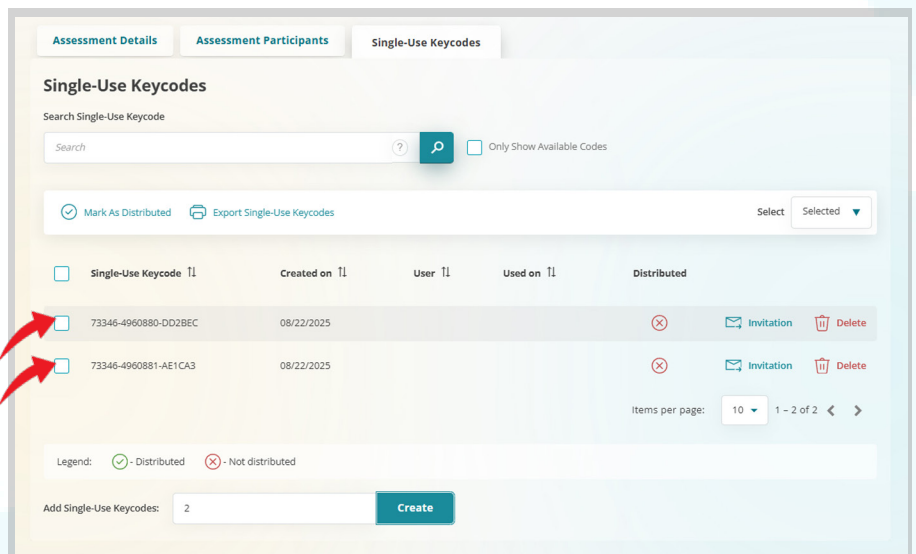 Assessment Details Assessment Participants Single-Use Keycodes
Single-Use Keycodes
Search Single-Use Keycode
Search ? Only Show Available Codes
Mark As Distributed Export Single-Use Keycodes Select Selected
Single-Use Keycode Created on User Used on Distributed
73346-4960880-DD2BEC 08/22/2025 Invitation Delete
73346-4960881-AE1CA3 08/22/2025 Invitation Delete
Items per page: 10 1 – 2 of 2
Legend: - Distributed - Not distributed
Add Single-Use Keycodes: 2 Create